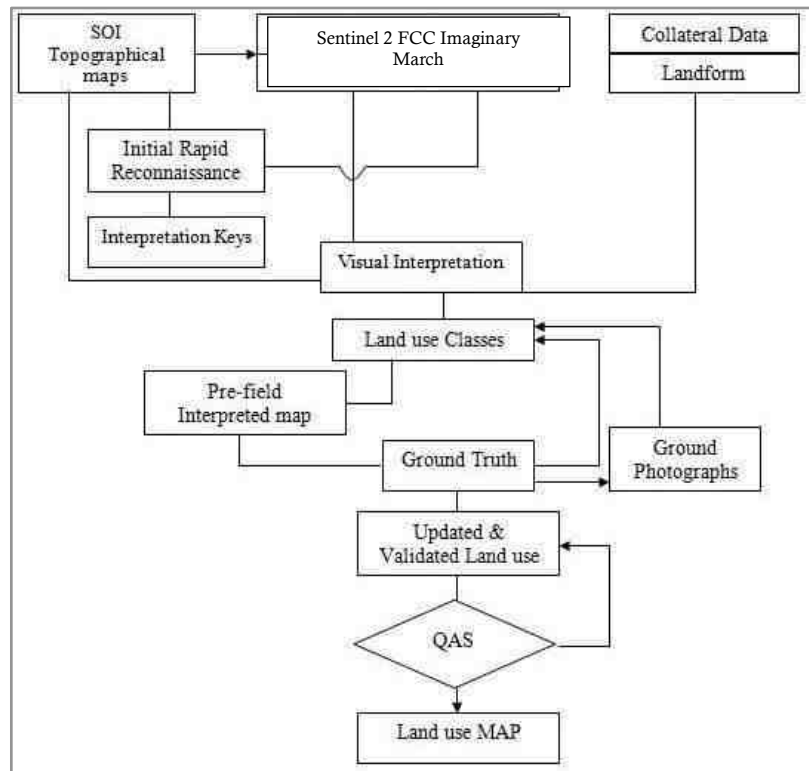 SOI
Topographical
maps
Sentinel 2 FCC Imaginary
March
Collateral Data
Landform
Initial Rapid
Reconnaissance
Interpretation Keys
Visual Interpretation
Land use Classes
Pre-field
Interpreted map
Ground Truth
Ground
Photographs
Updated &
Validated Land use
QAS
Land use MAP